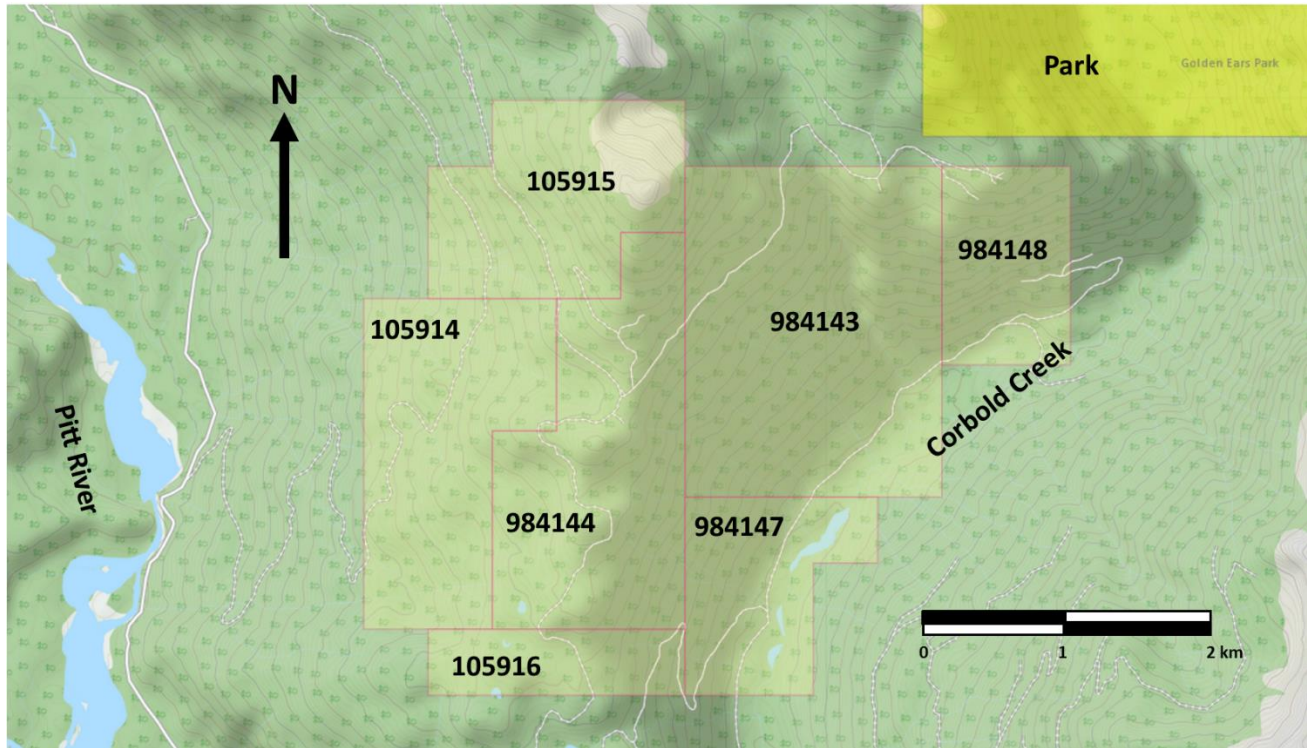 Park
Golden Ears Park
N
105915
984148
105914
984143
Corbold Creek
Pitt River
984144
984147
105916
0 1 2 km